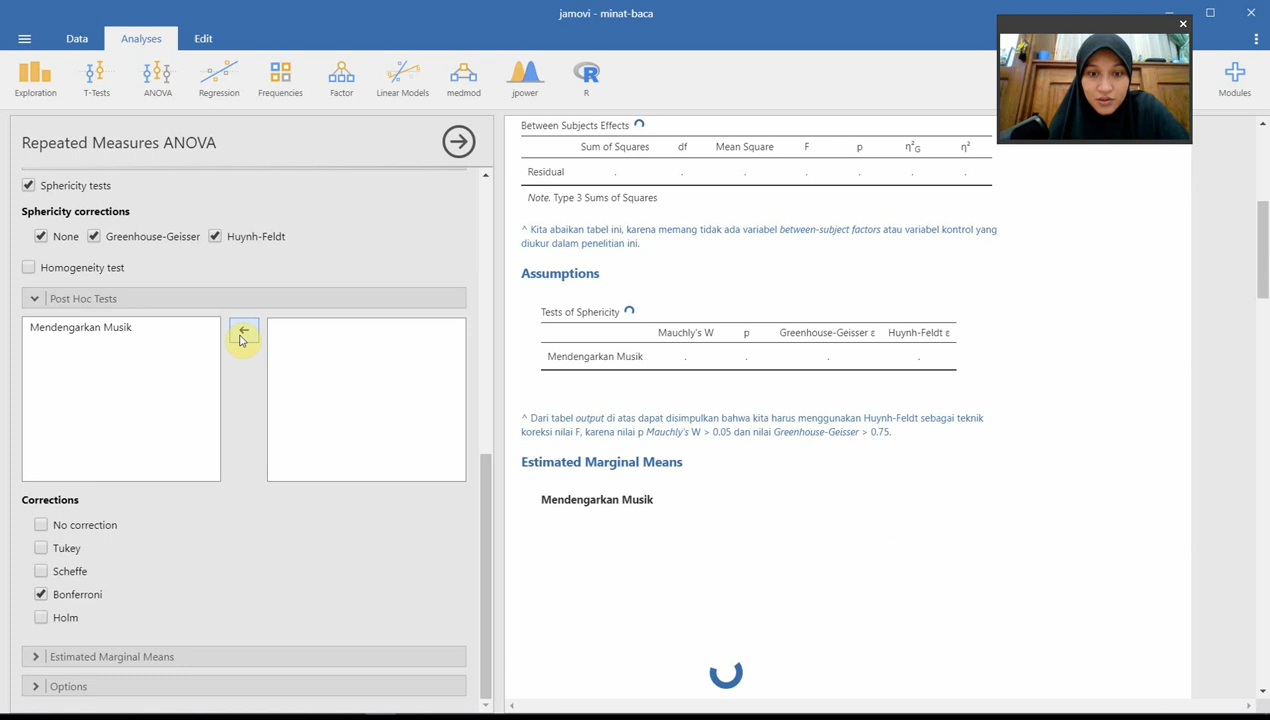 jamovi - minat-baca
Data
Analyses
Edit
Exploration
T-Tests
ANOVA
Regression
Frequencies
Factor
Linear Models
medmod
jpower
R
Modules
Repeated Measures ANOVA
Sphericity tests
Sphericity corrections
None
Greenhouse-Geisser
Huynh-Feldt
Homogeneity test
Post Hoc Tests
Mendengarkan Musik
Corrections
No correction
Tukey
Scheffe
Bonferroni
Holm
Estimated Marginal Means
Options
Between Subjects Effects
Sum of Squares df Mean Square F p η²G η²
Residual . . . . . .
Note. Type 3 Sums of Squares
^ Kita abaikan tabel ini, karena memang tidak ada variabel between-subject factors atau variabel kontrol yang
diukur dalam penelitian ini.
Assumptions
Tests of Sphericity
Mauchly's W p Greenhouse-Geisser ε Huynh-Feldt ε
Mendengarkan Musik . . . .
^ Dari tabel output di atas dapat disimpulkan bahwa kita harus menggunakan Huynh-Feldt sebagai teknik
koreksi nilai F, karena nilai p Mauchly's W > 0.05 dan nilai Greenhouse-Geisser > 0.75.
Estimated Marginal Means
Mendengarkan Musik